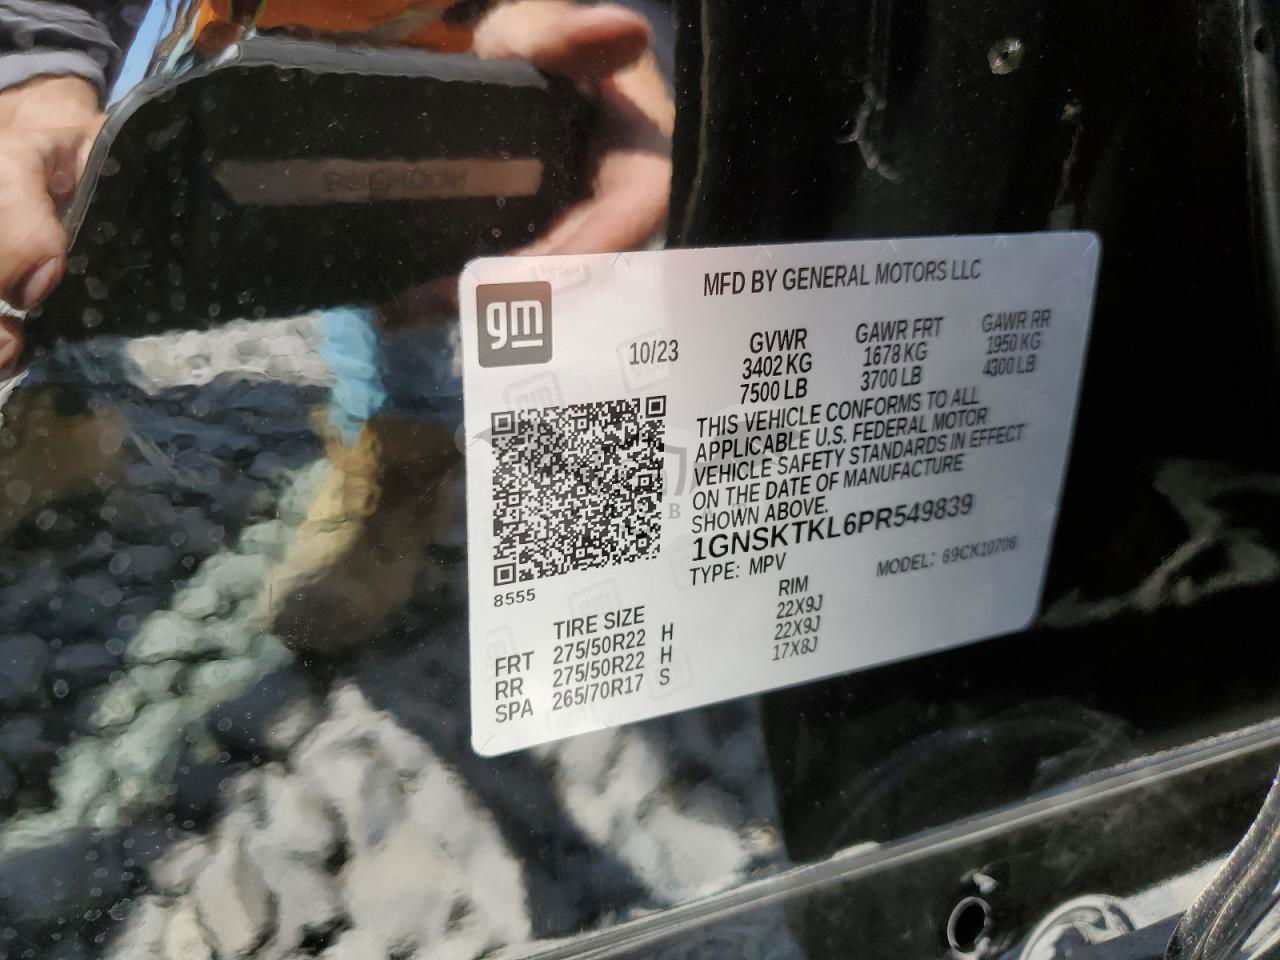 MFD BY GENERAL MOTORS LLC
gm
10/23
GVWR GAWR FRT GAWR RR
3402 KG 1678 KG 1950 KG
7500 LB 3700 LB 4300 LB
THIS VEHICLE CONFORMS TO ALL
APPLICABLE U.S. FEDERAL MOTOR
VEHICLE SAFETY STANDARDS IN EFFECT
ON THE DATE OF MANUFACTURE
SHOWN ABOVE.
1GNSKTKL6PR549839
TYPE: MPV MODEL: 69CK10706
8555
TIRE SIZE RIM
FRT 275/50R22 H 22X9J
RR 275/50R22 H 22X9J
SPA 265/70R17 S 17X8J